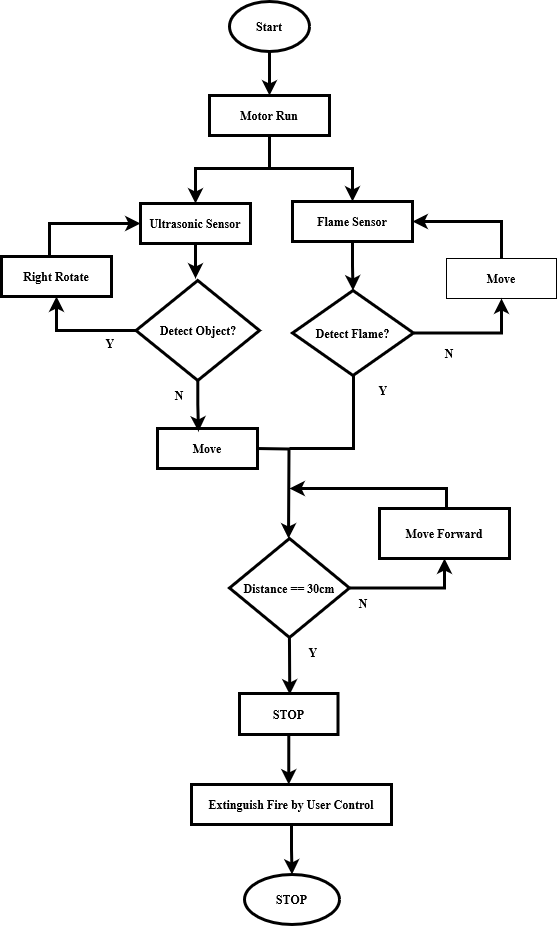 Start
Motor Run
Ultrasonic Sensor
Flame Sensor
Right Rotate
Move
Detect Object?
Detect Flame?
Y
N
N
Y
Move
Move Forward
Distance == 30cm
N
Y
STOP
Extinguish Fire by User Control
STOP